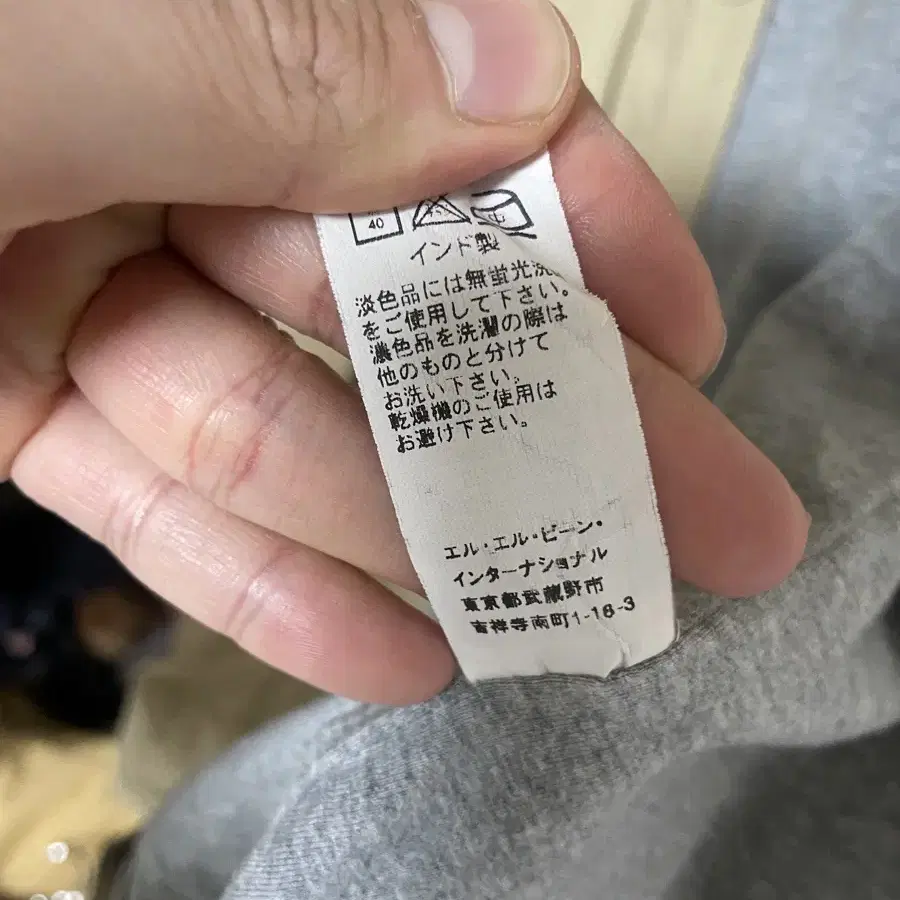 40
インド製
淡色品には無蛍光洗
をご使用して下さい。
濃色品を洗濯の際は
他のものと分けて
お洗い下さい。
乾燥機のご使用は
お避け下さい。
エル・エル・ビーン・
インターナショナル
東京都武蔵野市
吉祥寺南町1-16-3